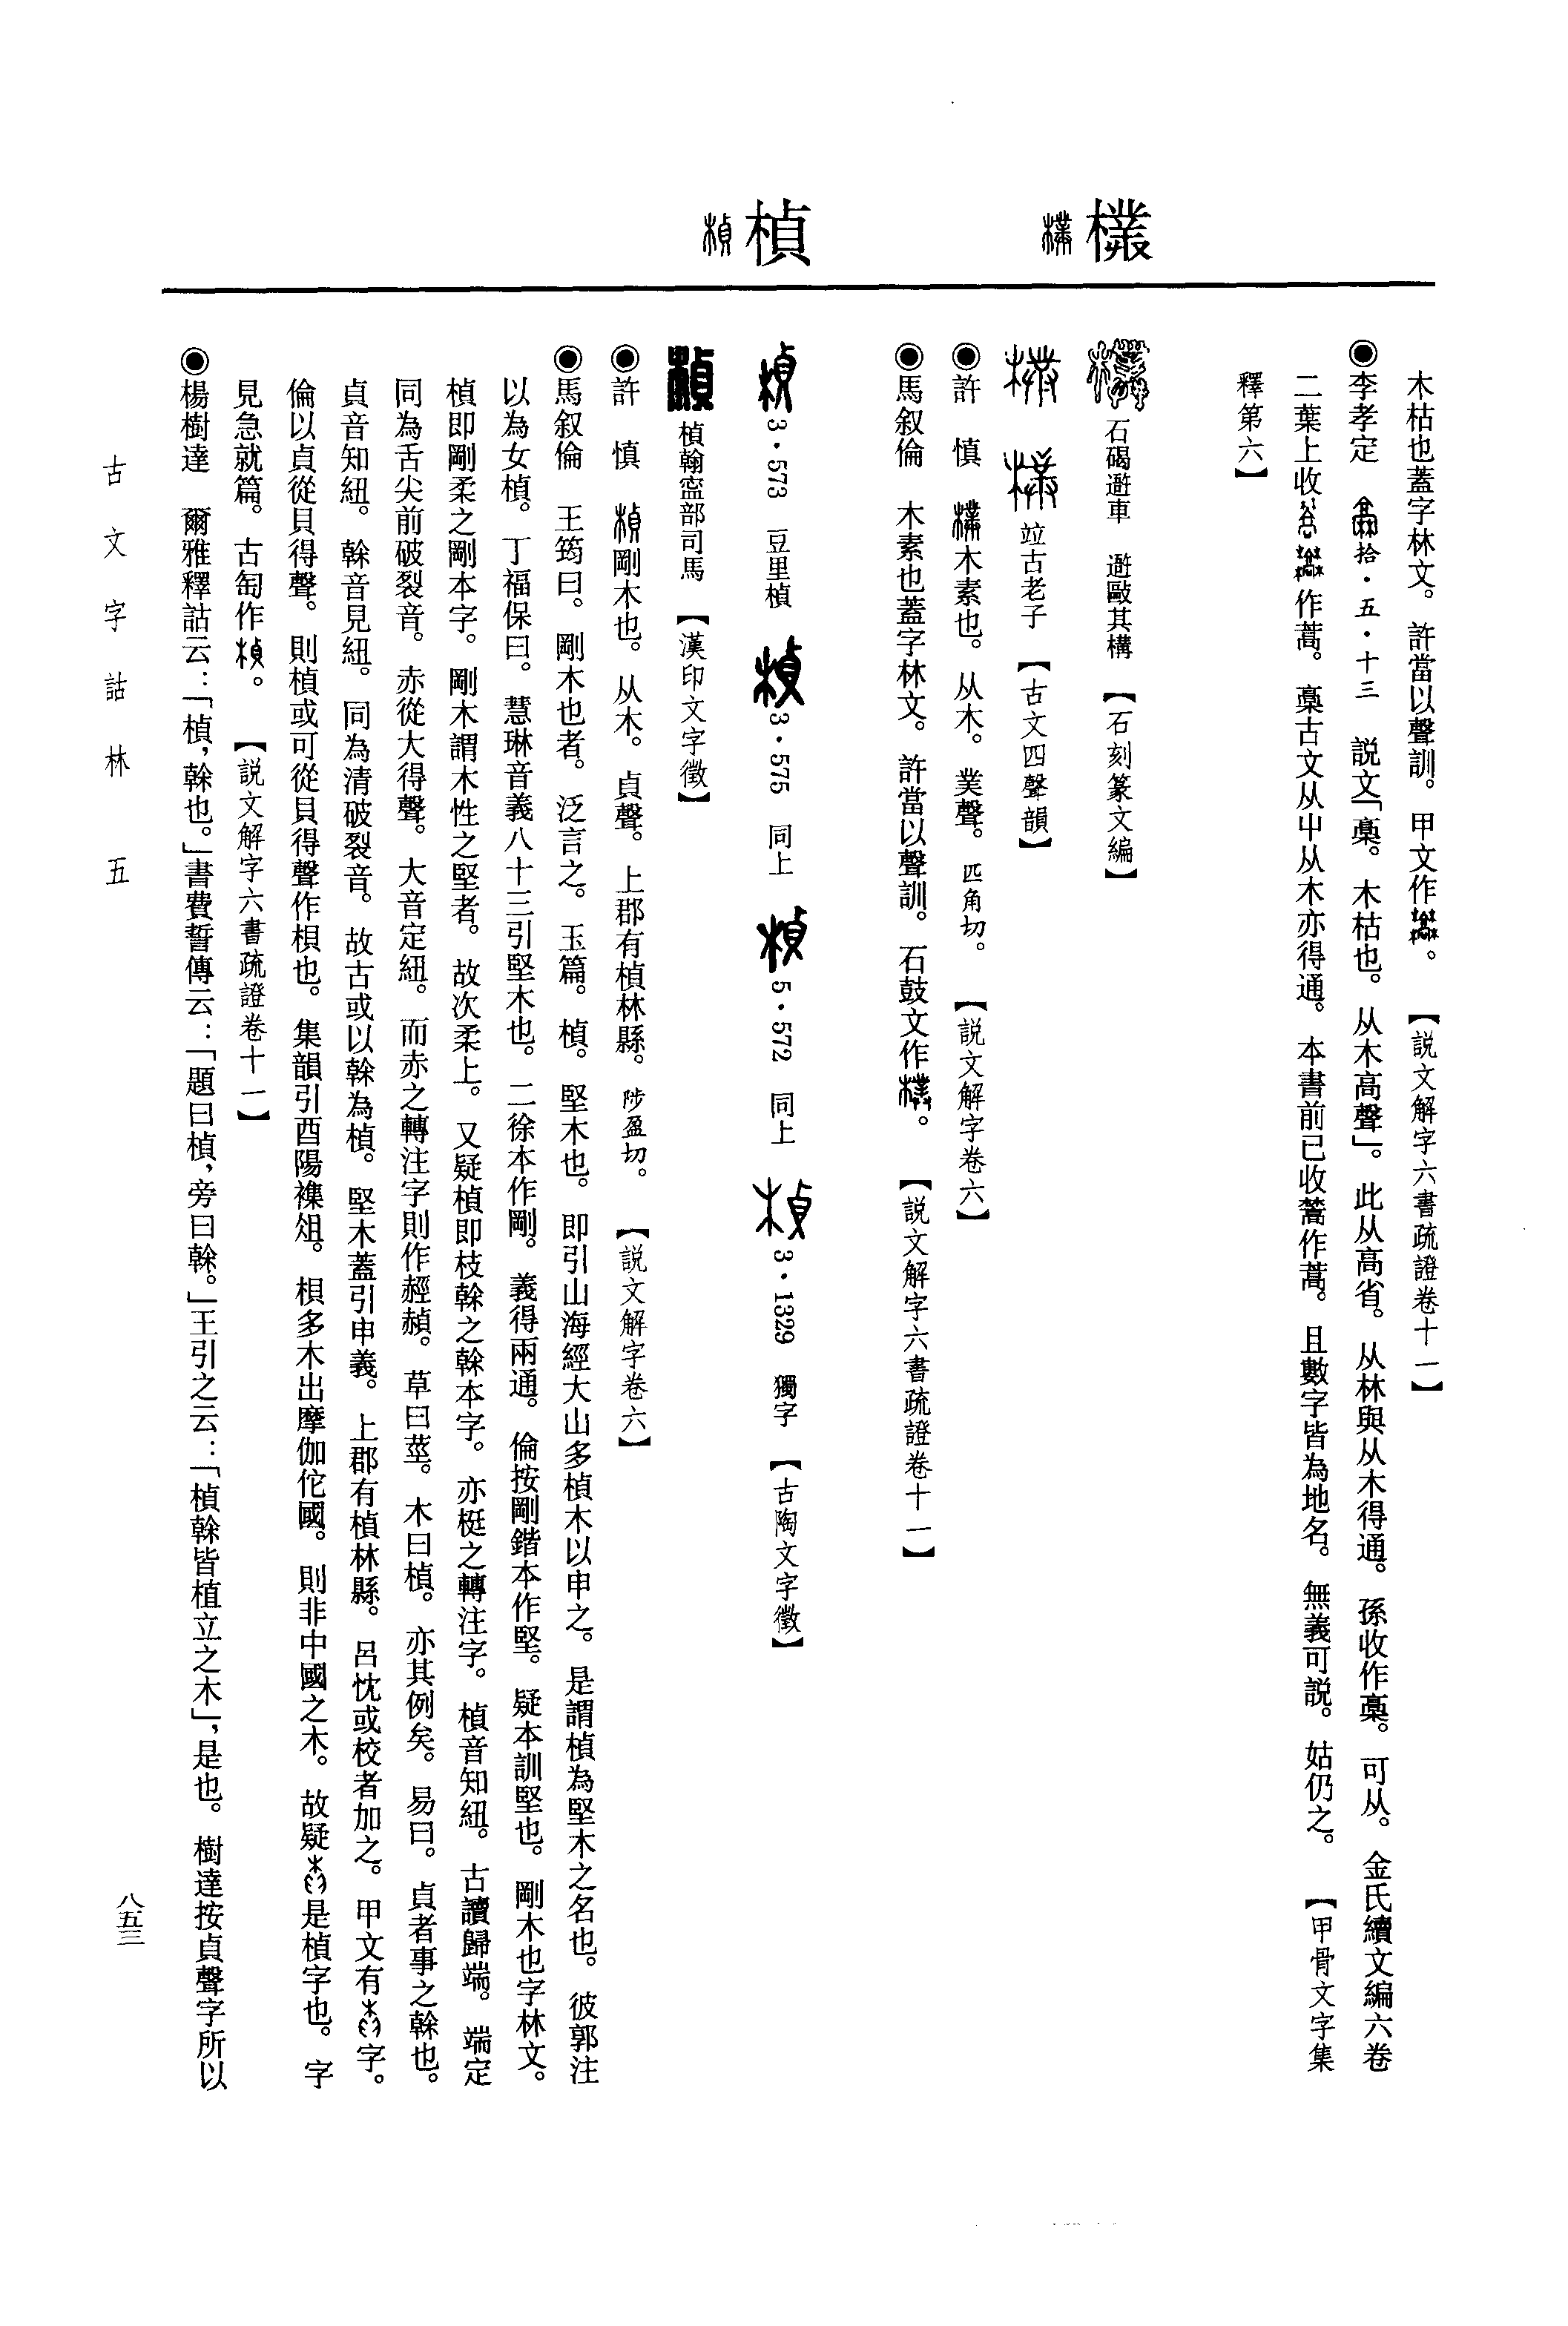 樸
楨
木枯也蓋字林文。許當以聲訓。甲文作。【説文解字六書疏證卷十一】
◉李孝定 拾・五・十三 説文「槀。木枯也。从木高聲」。此从高省。从林與从木得通。孫收作槀。可从。金氏續文編六卷
二葉上收・作蒿。槀古文从屮从木亦得通。本書前已收作蒿。且數字皆為地名。無義可説。姑仍之。【甲骨文字集
釋第六】
石碣遊車 遊敺其構 【石刻篆文編】
竝古老子 【古文四聲韻】
◉許慎 木素也。从木。菐聲。匹角切。【説文解字卷六】
◉馬叙倫 木素也蓋字林文。許當以聲訓。石鼓文作。【説文解字六書疏證卷十一】
3・573 豆里楨 3・575 同上 5・572 同上 3・1329 獨字 【古陶文字徵】
楨翰寍部司馬 【漢印文字徵】
◉許慎 剛木也。从木。貞聲。上郡有楨林縣。陟盈切。【説文解字卷六】
◉馬叙倫 王筠曰。剛木也者。泛言之。玉篇。楨。堅木也。即引山海經大山多楨木以申之。是謂楨為堅木之名也。彼郭注
以為女楨。丁福保曰。慧琳音義八十三引堅木也。二徐本作剛。義得兩通。倫按剛鍇本作堅。疑本訓堅也。剛木也字林文。
楨即剛柔之剛本字。剛木謂木性之堅者。故次柔上。又疑楨即枝榦之榦本字。亦梃之轉注字。楨音知紐。古讀歸端。端定
同為舌尖前破裂音。赤從大得聲。大音定紐。而赤之轉注字則作經赬。草曰莖。木曰楨。亦其例矣。易曰。貞者事之榦也。
貞音知紐。榦音見紐。同為清破裂音。故古或以榦為楨。堅木蓋引申義。上郡有楨林縣。呂忱或校者加之。甲文有字。
倫以貞從貝得聲。則楨或可從貝得聲作梖也。集韻引酉陽襍俎。梖多木出摩伽佗國。則非中國之木。故疑是楨字也。字
見急就篇。古匋作。【説文解字六書疏證卷十一】
◉楊樹達 爾雅釋詁云：「楨，榦也。」書費誓傳云：「題曰楨，旁曰榦。」王引之云：「楨榦皆植立之木」，是也。樹達按貞聲字所以
古文字詁林 五
八五三